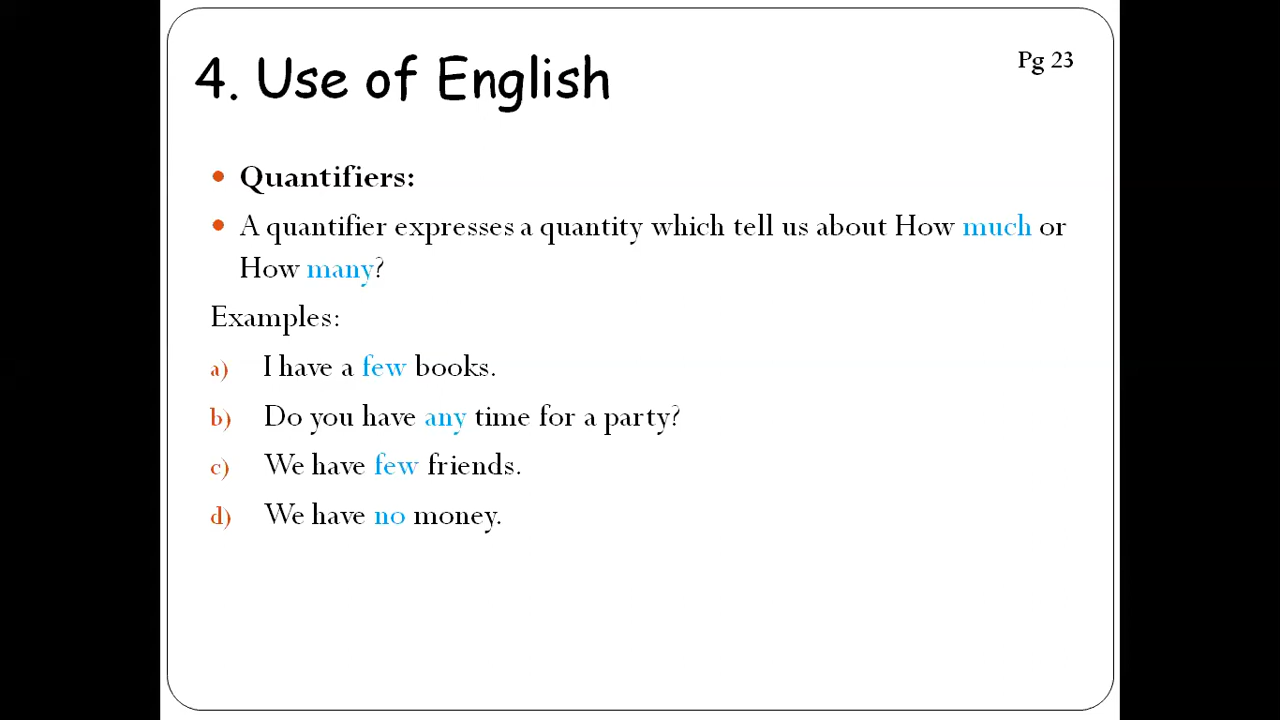 4. Use of English
Pg 23
• Quantifiers:
• A quantifier expresses a quantity which tell us about How much or
How many?
Examples:
a) I have a few books.
b) Do you have any time for a party?
c) We have few friends.
d) We have no money.